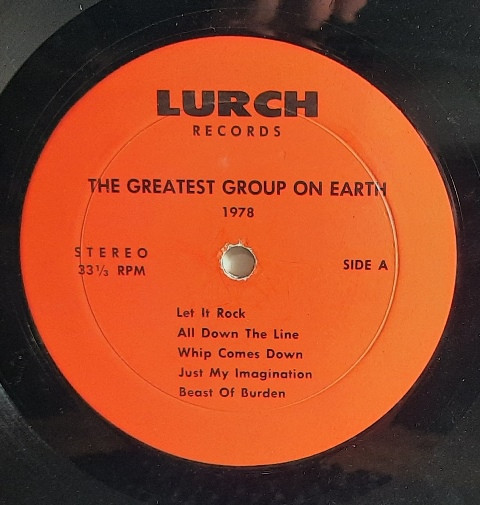 LURCH
RECORDS
THE GREATEST GROUP ON EARTH
1978
STEREO
33⅓ RPM
SIDE A
Let It Rock
All Down The Line
Whip Comes Down
Just My Imagination
Beast Of Burden